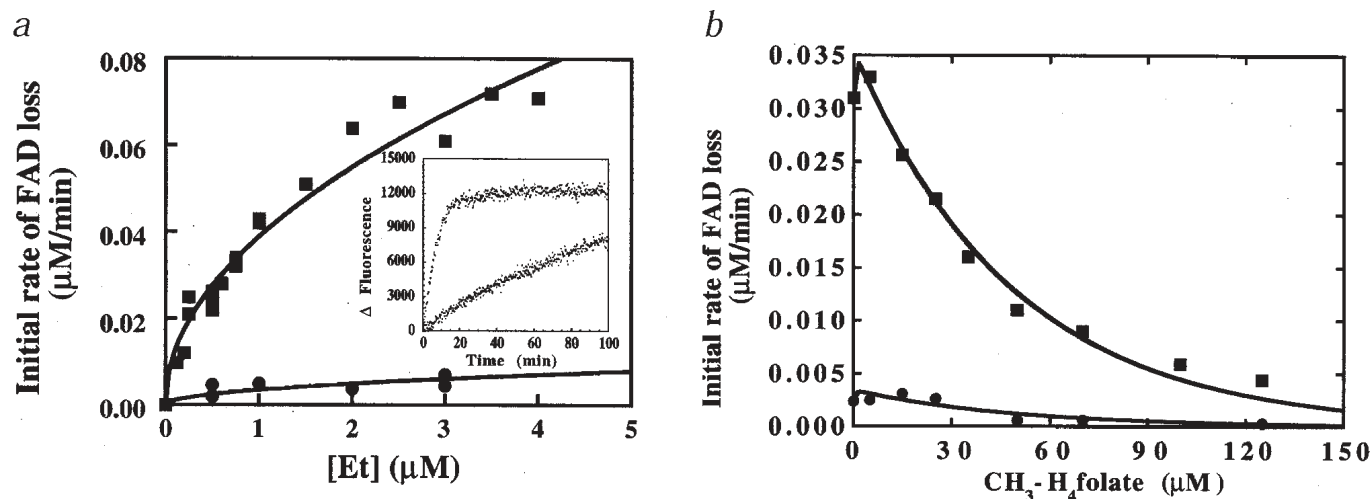 a
Initial rate of FAD loss
(μM/min)
0.08
0.06
0.04
0.02
0.00
0 1 2 3 4 5
[Et] (μM)
Δ Fluorescence
15000
12000
9000
6000
3000
0
0 20 40 60 80 100
Time (min)
b
Initial rate of FAD loss
(μM/min)
0.035
0.030
0.025
0.020
0.015
0.010
0.005
0.000
0 30 60 90 120 150
CH₃-H₄folate (μM)